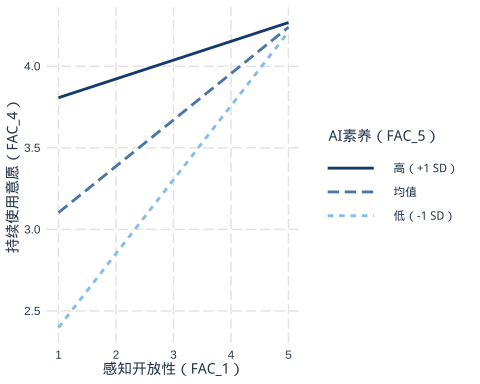 4.0
3.5
3.0
2.5
持续使用意愿（FAC_4）
1 2 3 4 5
感知开放性（FAC_1）
AI素养（FAC_5）
高（+1 SD）
均值
低（-1 SD）